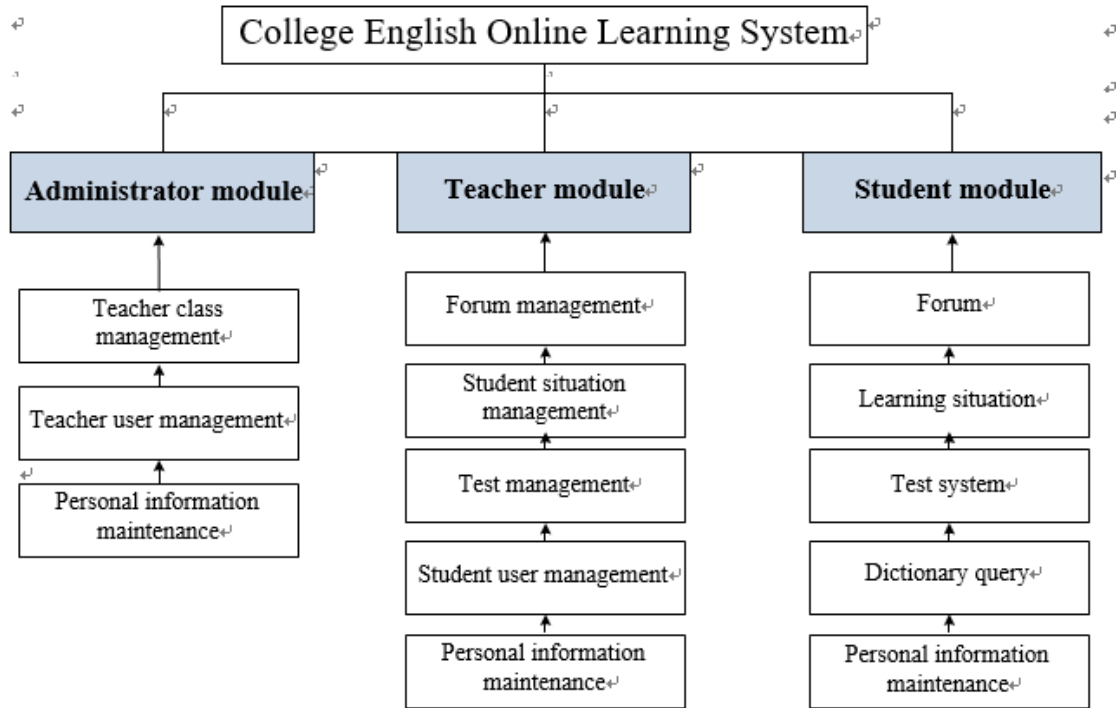 College English Online Learning System
Administrator module
Teacher module
Student module
Teacher class
management
Teacher user management
Personal information
maintenance
Forum management
Student situation
management
Test management
Student user management
Personal information
maintenance
Forum
Learning situation
Test system
Dictionary query
Personal information
maintenance